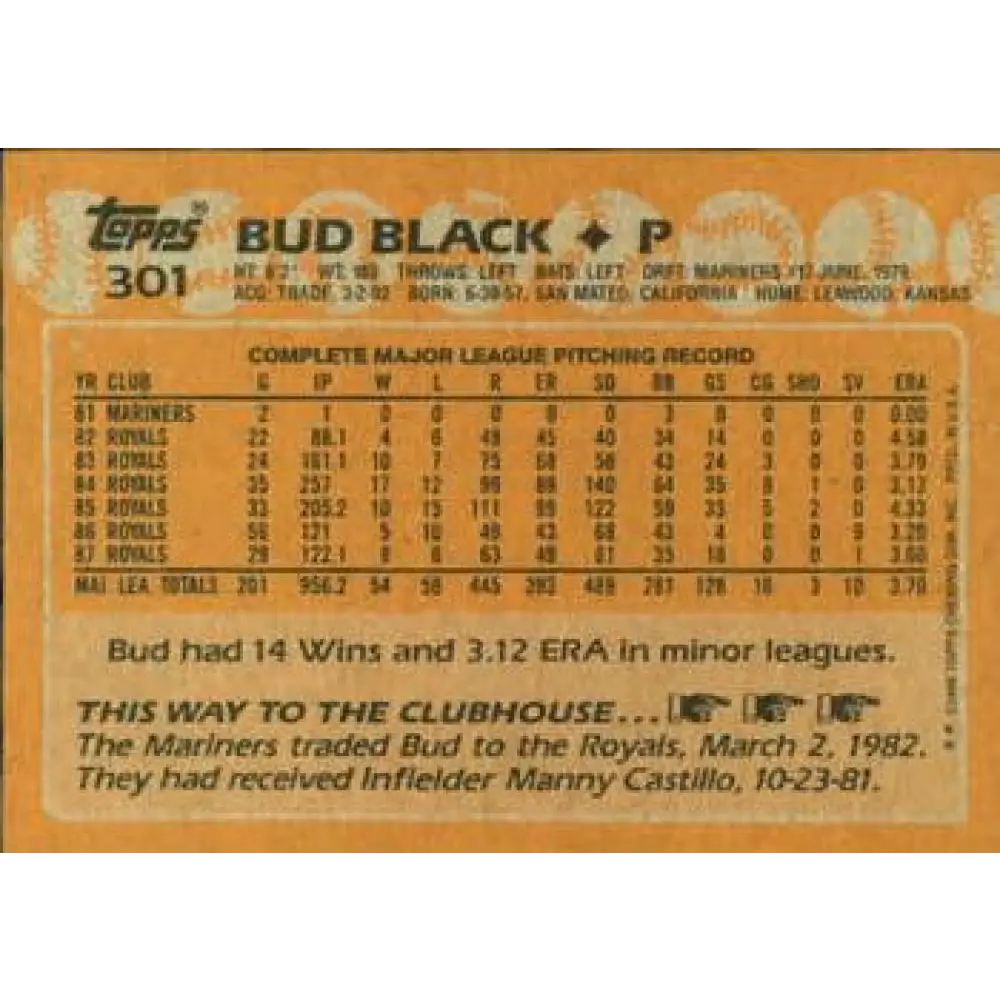 topps® BUD BLACK ◆ P
301
HT. 6'2" WT. 180 THROWS: LEFT BATS: LEFT DRFT: MARINERS #17-JUNE, 1979
ACQ: TRADE, 3-2-82 BORN: 6-30-57, SAN MATEO, CALIFORNIA HOME: LEAWOOD, KANSAS
COMPLETE MAJOR LEAGUE PITCHING RECORD
YR CLUB G IP W L R ER SO BB GS CG SHO SV ERA
81 MARINERS 2 1 0 0 0 0 0 3 0 0 0 0 0.00
82 ROYALS 22 88.1 4 6 48 45 40 34 14 0 0 0 4.58
83 ROYALS 24 161.1 10 7 75 68 58 43 24 3 0 0 3.79
84 ROYALS 35 257 17 12 99 89 140 64 35 8 1 0 3.12
85 ROYALS 33 205.2 10 15 111 99 122 59 33 5 2 0 4.33
86 ROYALS 56 121 5 10 49 43 68 43 4 0 0 9 3.20
87 ROYALS 29 122.1 8 6 63 49 61 35 18 0 0 1 3.60
MAJ. LEA. TOTALS 201 956.2 54 56 445 393 489 281 128 16 3 10 3.70
Bud had 14 Wins and 3.12 ERA in minor leagues.
THIS WAY TO THE CLUBHOUSE...
The Mariners traded Bud to the Royals, March 2, 1982.
They had received Infielder Manny Castillo, 10-23-81.